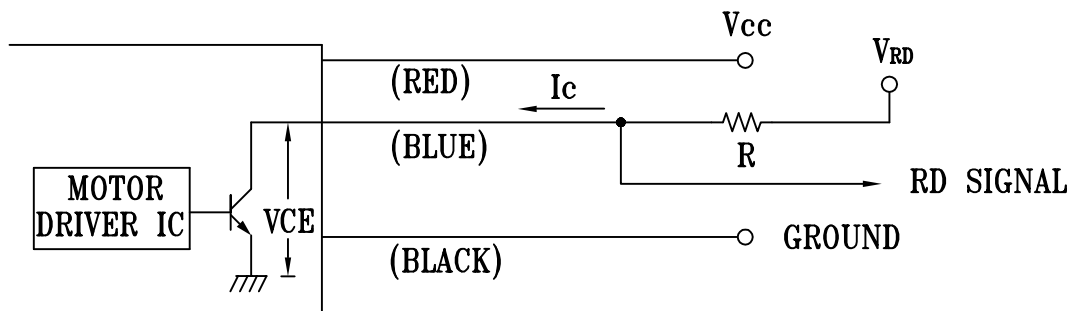 Vcc
VRD
(RED)
Ic
(BLUE)
R
MOTOR
DRIVER IC
VCE
RD SIGNAL
GROUND
(BLACK)